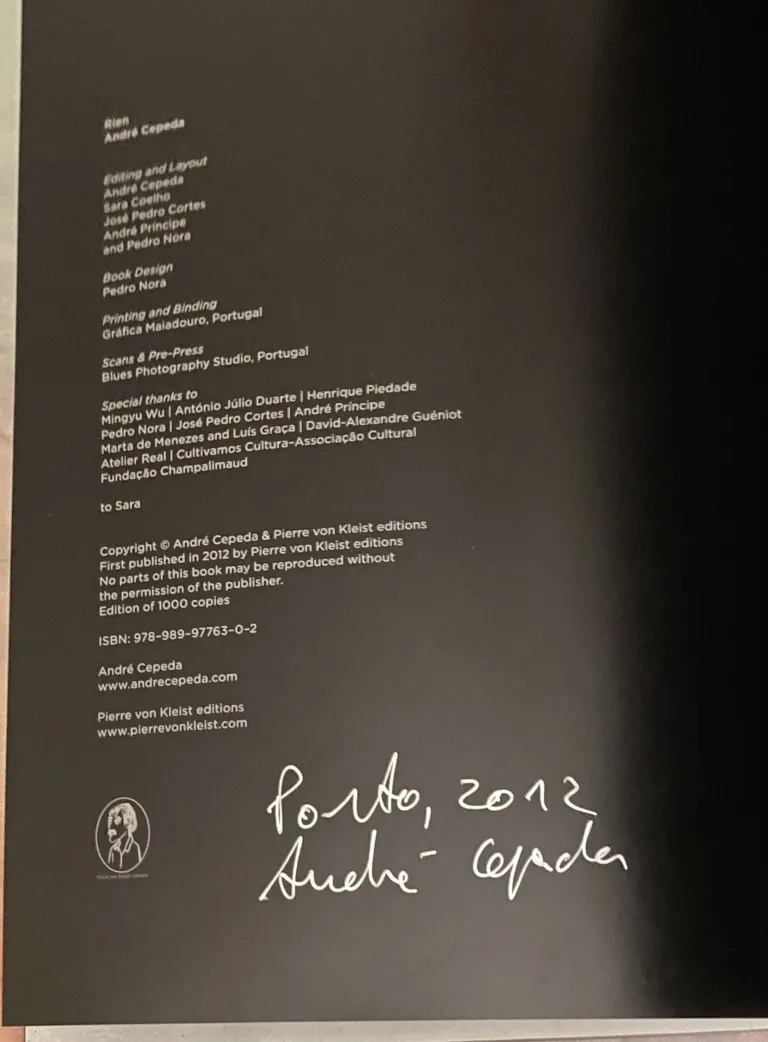 Rien
André Cepeda
Editing and Layout
André Cepeda
Sara Coelho
José Pedro Cortes
André Príncipe
and Pedro Nora
Book Design
Pedro Nora
Printing and Binding
Gráfica Maiadouro, Portugal
Scans & Pre-Press
Blues Photography Studio, Portugal
Special thanks to
Mingyu Wu | António Júlio Duarte | Henrique Piedade
Pedro Nora | José Pedro Cortes | André Príncipe
Marta de Menezes and Luís Graça | David-Alexandre Guéniot
Atelier Real | Cultivamos Cultura-Associação Cultural
Fundação Champalimaud
to Sara
Copyright © André Cepeda & Pierre von Kleist editions
First published in 2012 by Pierre von Kleist editions
No parts of this book may be reproduced without
the permission of the publisher.
Edition of 1000 copies
ISBN: 978-989-97763-0-2
André Cepeda
www.andrecepeda.com
Pierre von Kleist editions
www.pierrevonkleist.com
Porto, 2012
André Cepeda